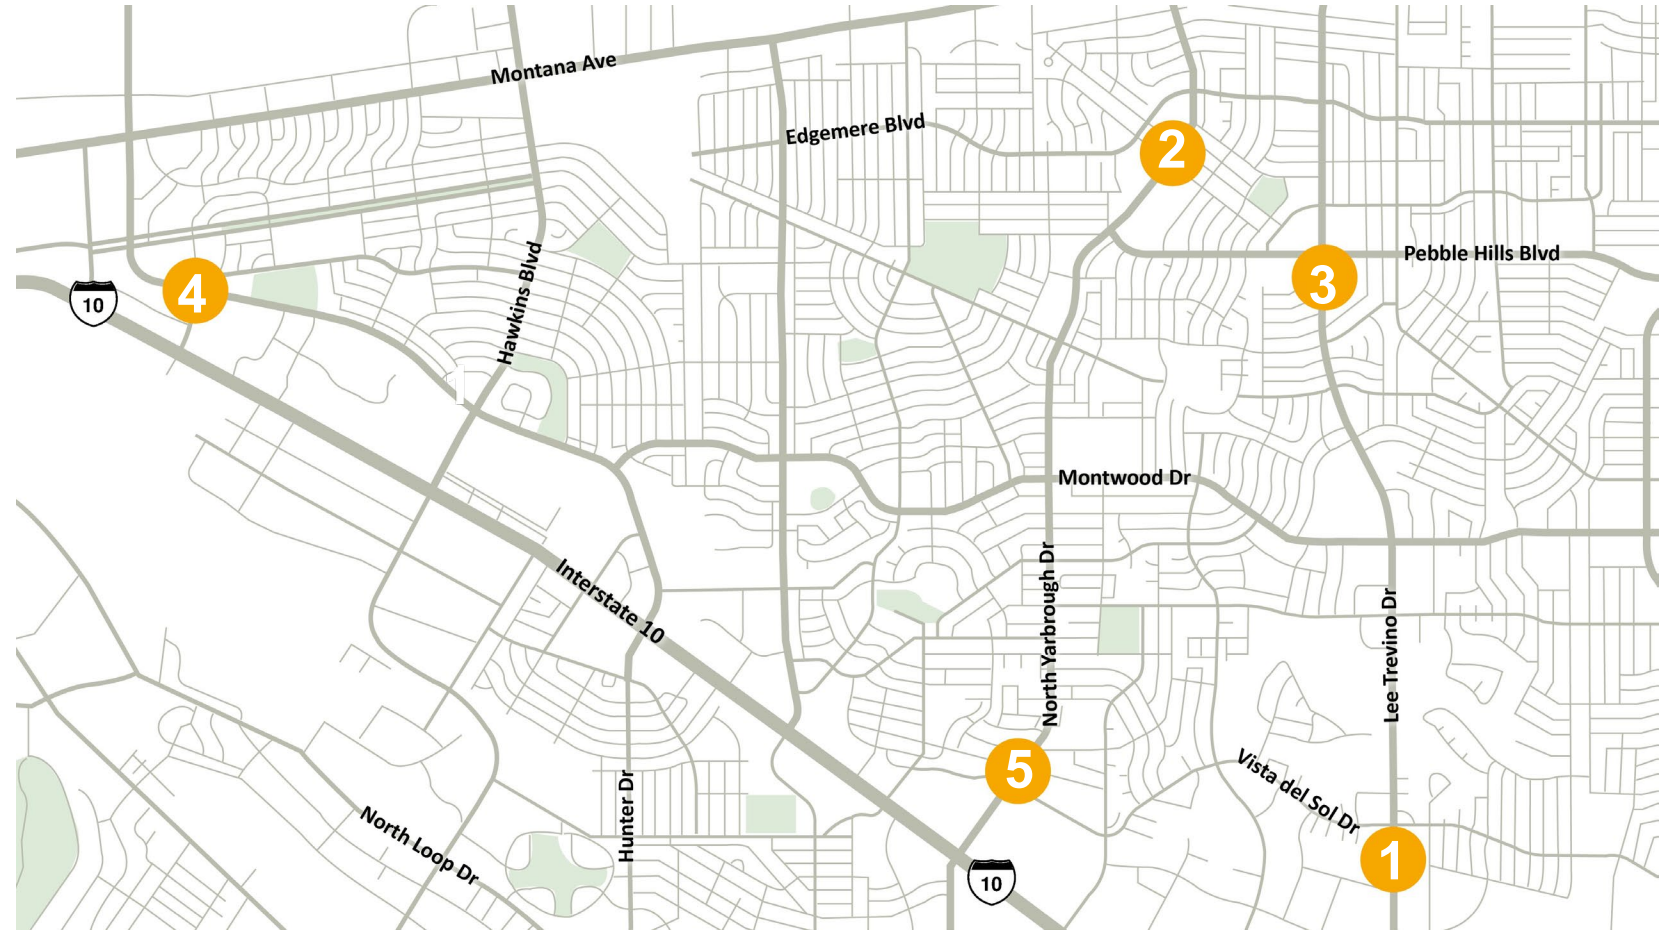 Montana Ave
Edgemere Blvd
2
Pebble Hills Blvd
3
Hawkins Blvd
4
10
1
Montwood Dr
Interstate 10
North Yarbrough Dr
Lee Trevino Dr
5
Vista del Sol Dr
Hunter Dr
North Loop Dr
1
10